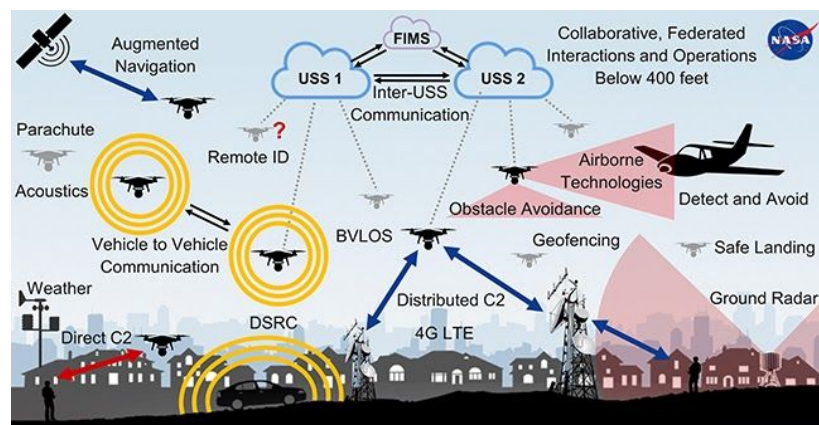 FIMS
Collaborative, Federated
Interactions and Operations
Below 400 feet
NASA
Augmented
Navigation
USS 1
USS 2
Inter-USS
Communication
Parachute
?
Remote ID
Acoustics
Airborne
Technologies
Detect and Avoid
Obstacle Avoidance
Vehicle to Vehicle
Communication
BVLOS
Geofencing
Safe Landing
Weather
Distributed C2
Ground Radar
DSRC
Direct C2
4G LTE